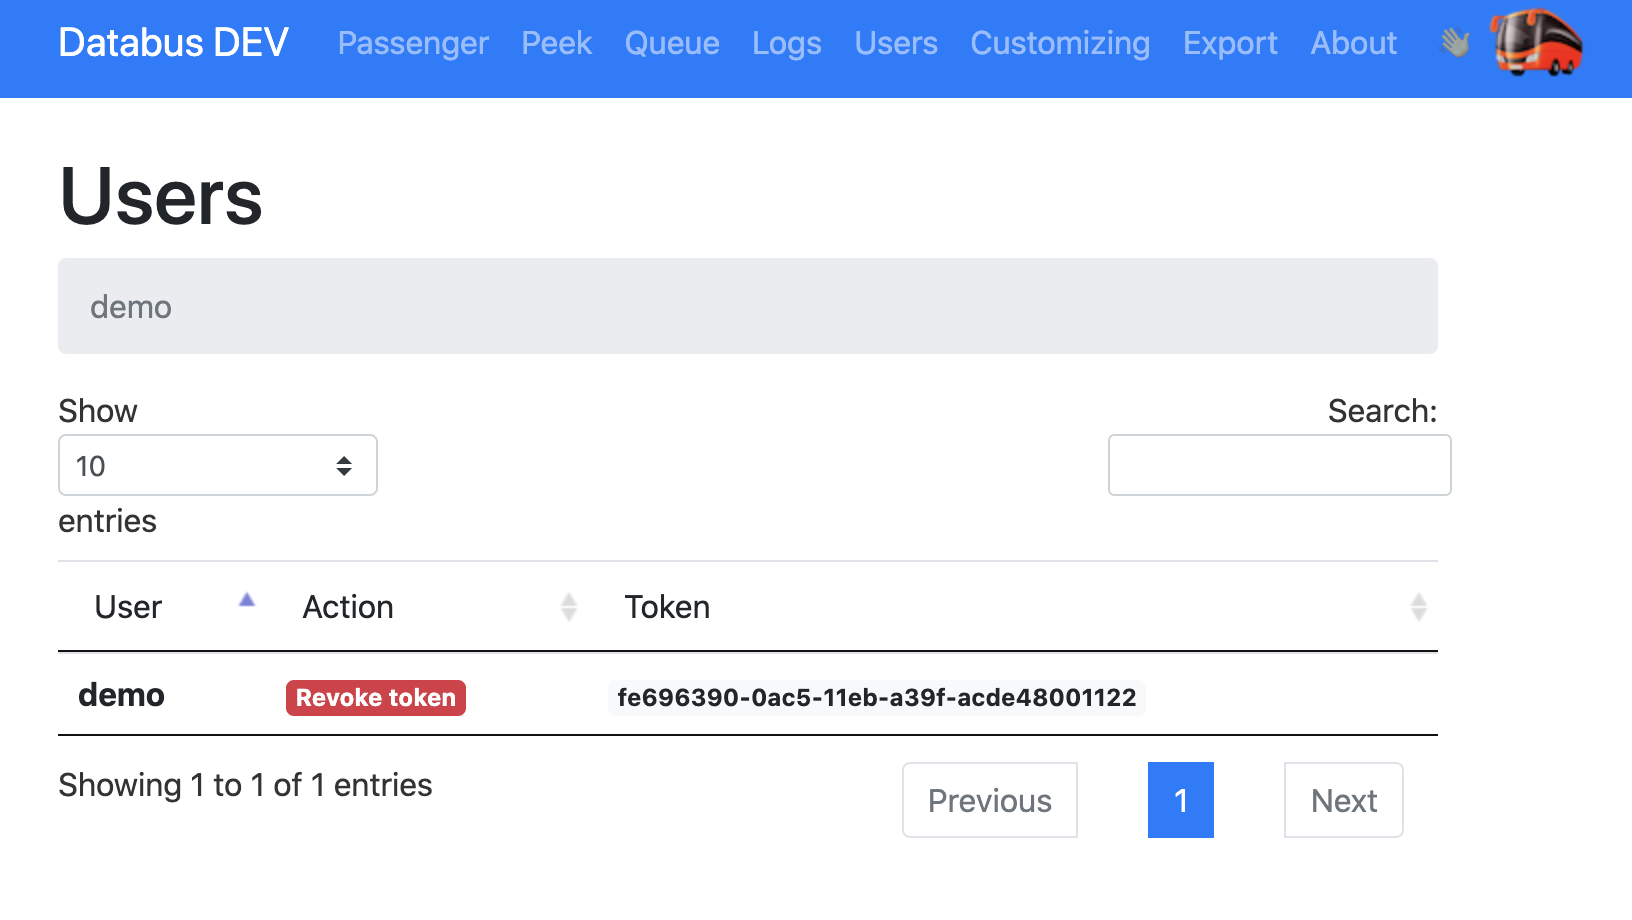 Databus DEV Passenger Peek Queue Logs Users Customizing Export About
Users
demo
Show Search:
10
entries
User Action Token
demo Revoke token fe696390-0ac5-11eb-a39f-acde48001122
Showing 1 to 1 of 1 entries Previous 1 Next